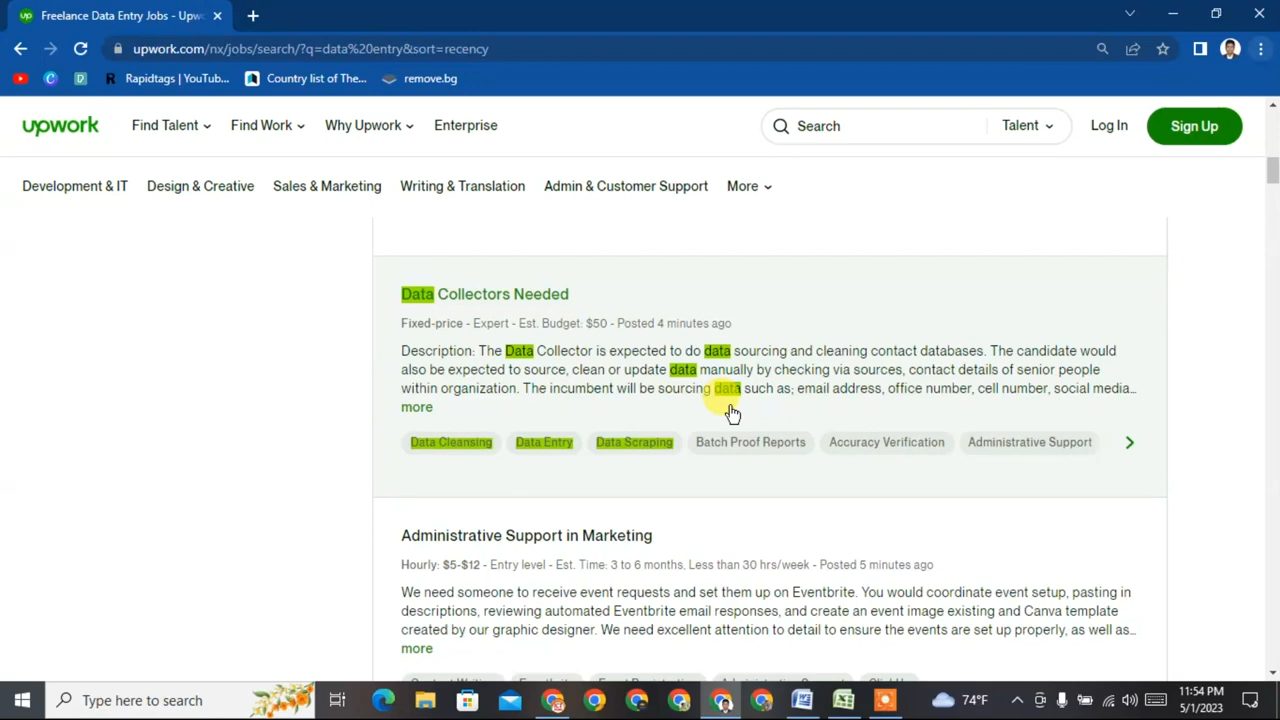 up Freelance Data Entry Jobs - Upw
upwork.com/nx/jobs/search/?q=data%20entry&sort=recency
Rapidtags | YouTub...
Country list of The...
remove.bg
upwork
Find Talent
Find Work
Why Upwork
Enterprise
Search
Talent
Log In
Sign Up
Development & IT
Design & Creative
Sales & Marketing
Writing & Translation
Admin & Customer Support
More
Data Collectors Needed
Fixed-price - Expert - Est. Budget: $50 - Posted 4 minutes ago
Description: The Data Collector is expected to do data sourcing and cleaning contact databases. The candidate would
also be expected to source, clean or update data manually by checking via sources, contact details of senior people
within organization. The incumbent will be sourcing data such as; email address, office number, cell number, social media...
more
Data Cleansing
Data Entry
Data Scraping
Batch Proof Reports
Accuracy Verification
Administrative Support
Administrative Support in Marketing
Hourly: $5-$12 - Entry level - Est. Time: 3 to 6 months, Less than 30 hrs/week - Posted 5 minutes ago
We need someone to receive event requests and set them up on Eventbrite. You would coordinate event setup, pasting in
descriptions, reviewing automated Eventbrite email responses, and create an event image existing and Canva template
created by our graphic designer. We need excellent attention to detail to ensure the events are set up properly, as well as...
more
Type here to search
74°F
11:54 PM
5/1/2023